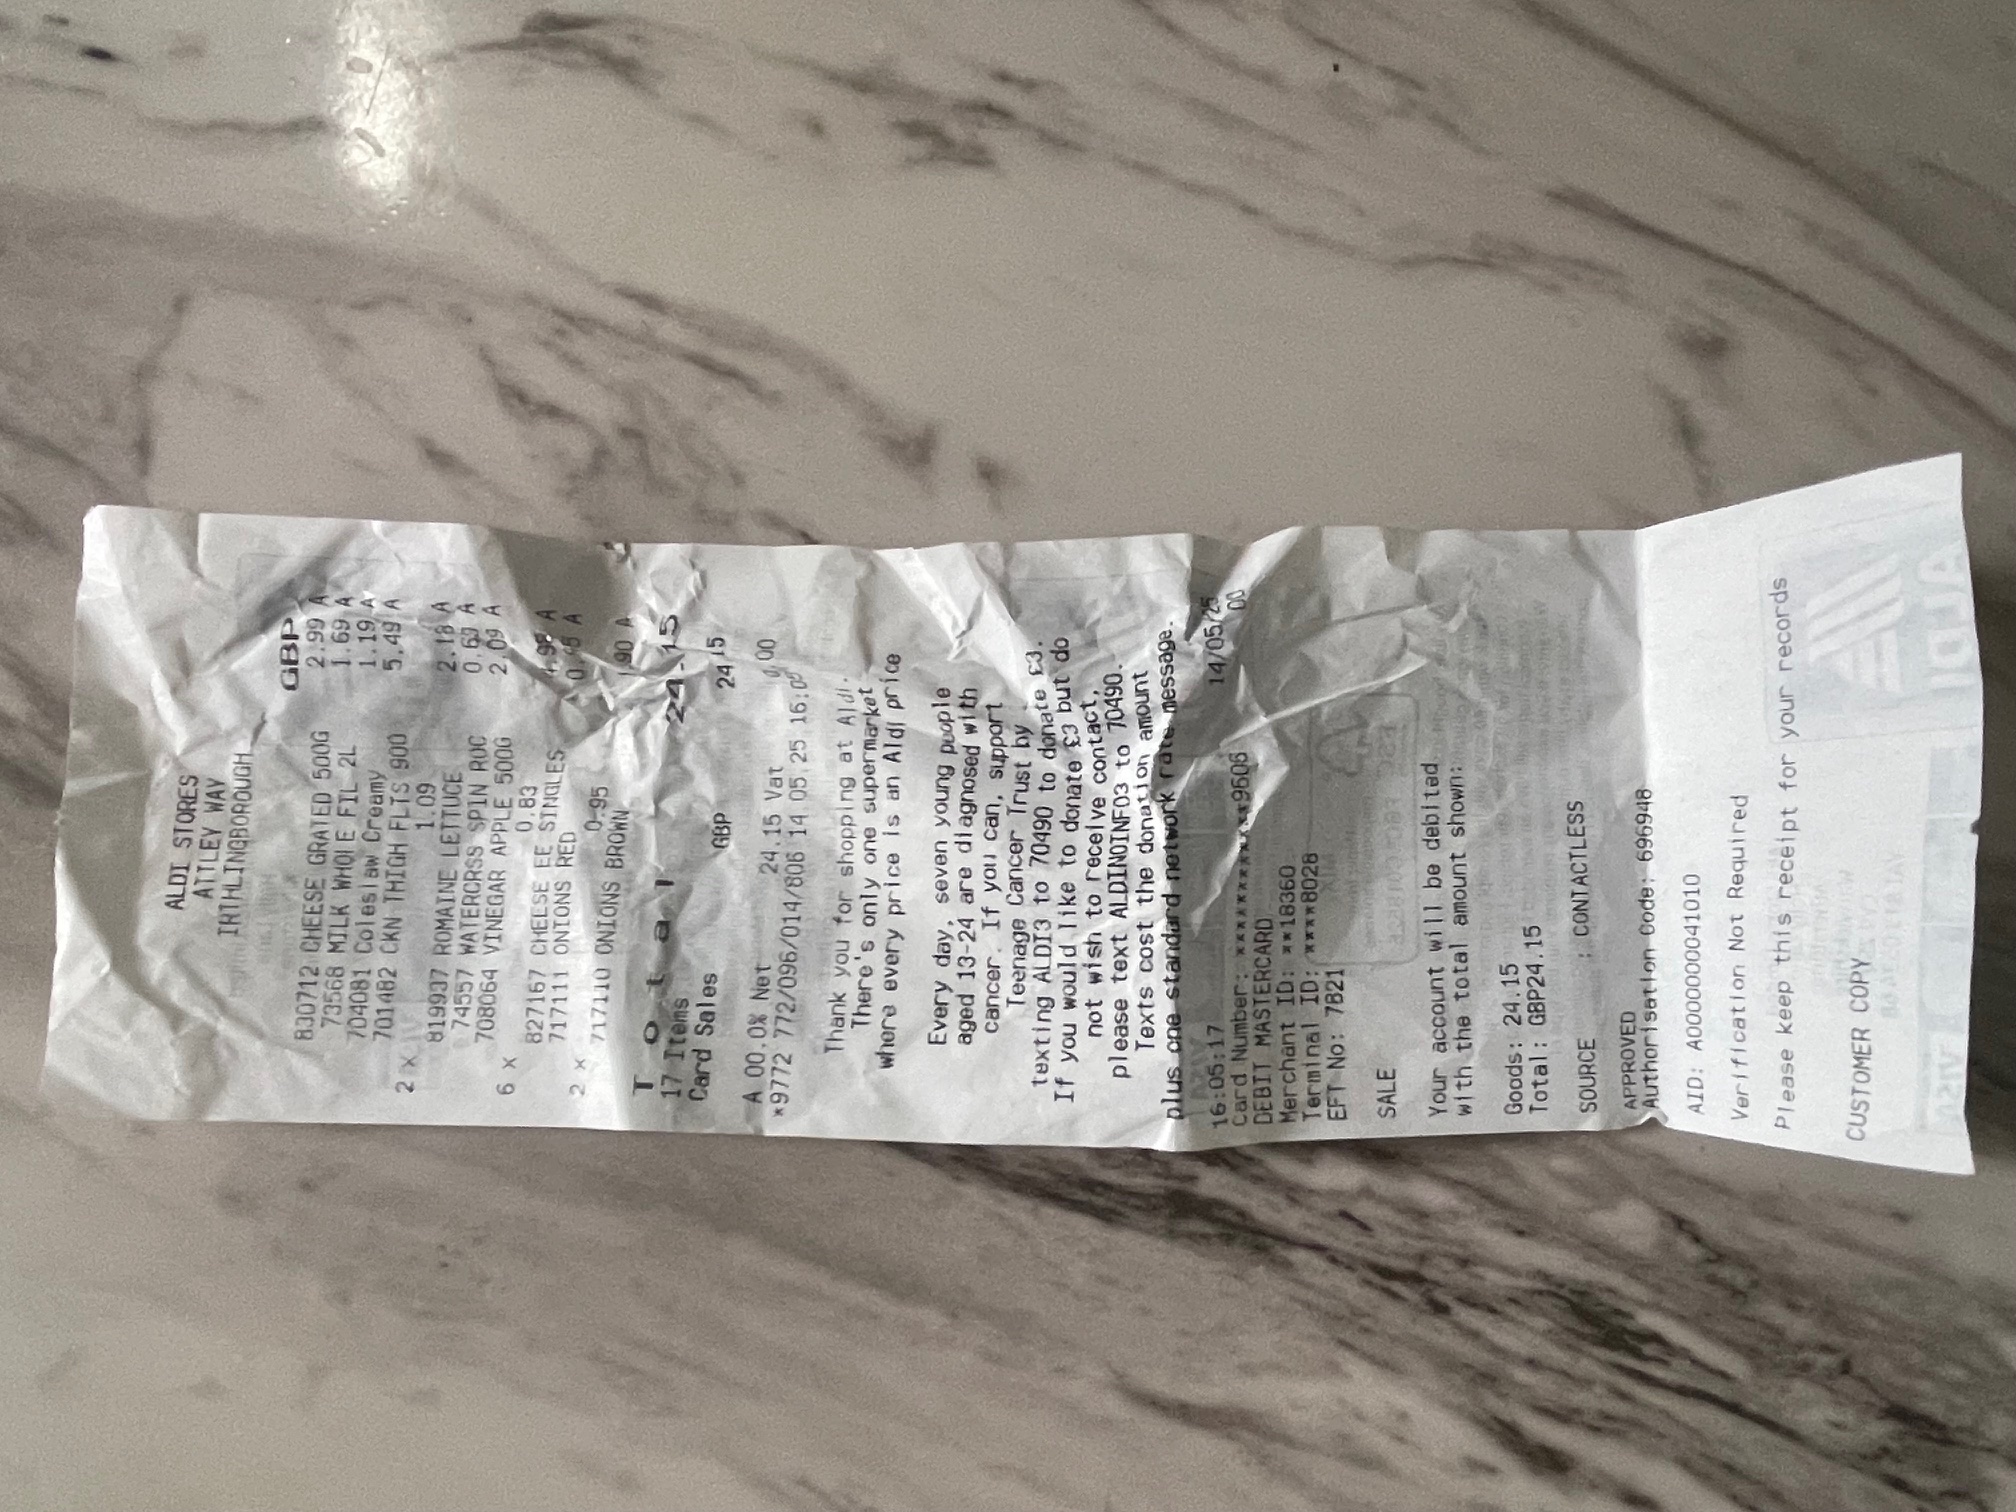 ALDI STORES
ATTLEY WAY
IRTHLINGBOROUGH
GBP
830712 CHEESE GRATED 500G 2.99 A
73568 MILK WHOLE FIL 2L 1.69 A
704081 Coleslaw Creamy 1.19 A
701482 CKN THIGH FLTS 900 5.49 A
2 x 1.09
819937 ROMAINE LETTUCE 2.18 A
74557 WATERCRSS SPIN ROC 0.69 A
708064 VINEGAR APPLE 500G 2.09 A
6 x 0.83
827167 CHEESE EE SINGLES 4.98 A
717111 ONIONS RED 0.95 A
2 x 0.95
717110 ONIONS BROWN 1.90 A
Total 24.15
17 Items
Card Sales GBP 24.15
A 00.0% Net 24.15 Vat 0.00
*9772 772/096/014/806 14.05.25 16:05
Thank you for shopping at Aldi.
There's only one supermarket
where every price is an Aldi price
Every day, seven young people
aged 13-24 are diagnosed with
cancer. If you can, support
Teenage Cancer Trust by
texting ALDI3 to 70490 to donate £3.
If you would like to donate £3 but do
not wish to receive contact,
please text ALDINOINFO3 to 70490.
Texts cost the donation amount
plus one standard network rate message.
16:05:17 14/05/25
Card Number: ************9606 00
DEBIT MASTERCARD
Merchant ID: **18360
Terminal ID: ****8028
EFT No: 7821
SALE
Your account will be debited
with the total amount shown:
Goods: 24.15
Total: GBP24.15
SOURCE : CONTACTLESS
APPROVED
Authorisation Code: 696948
AID: A0000000041010
Verification Not Required
Please keep this receipt for your records
CUSTOMER COPY